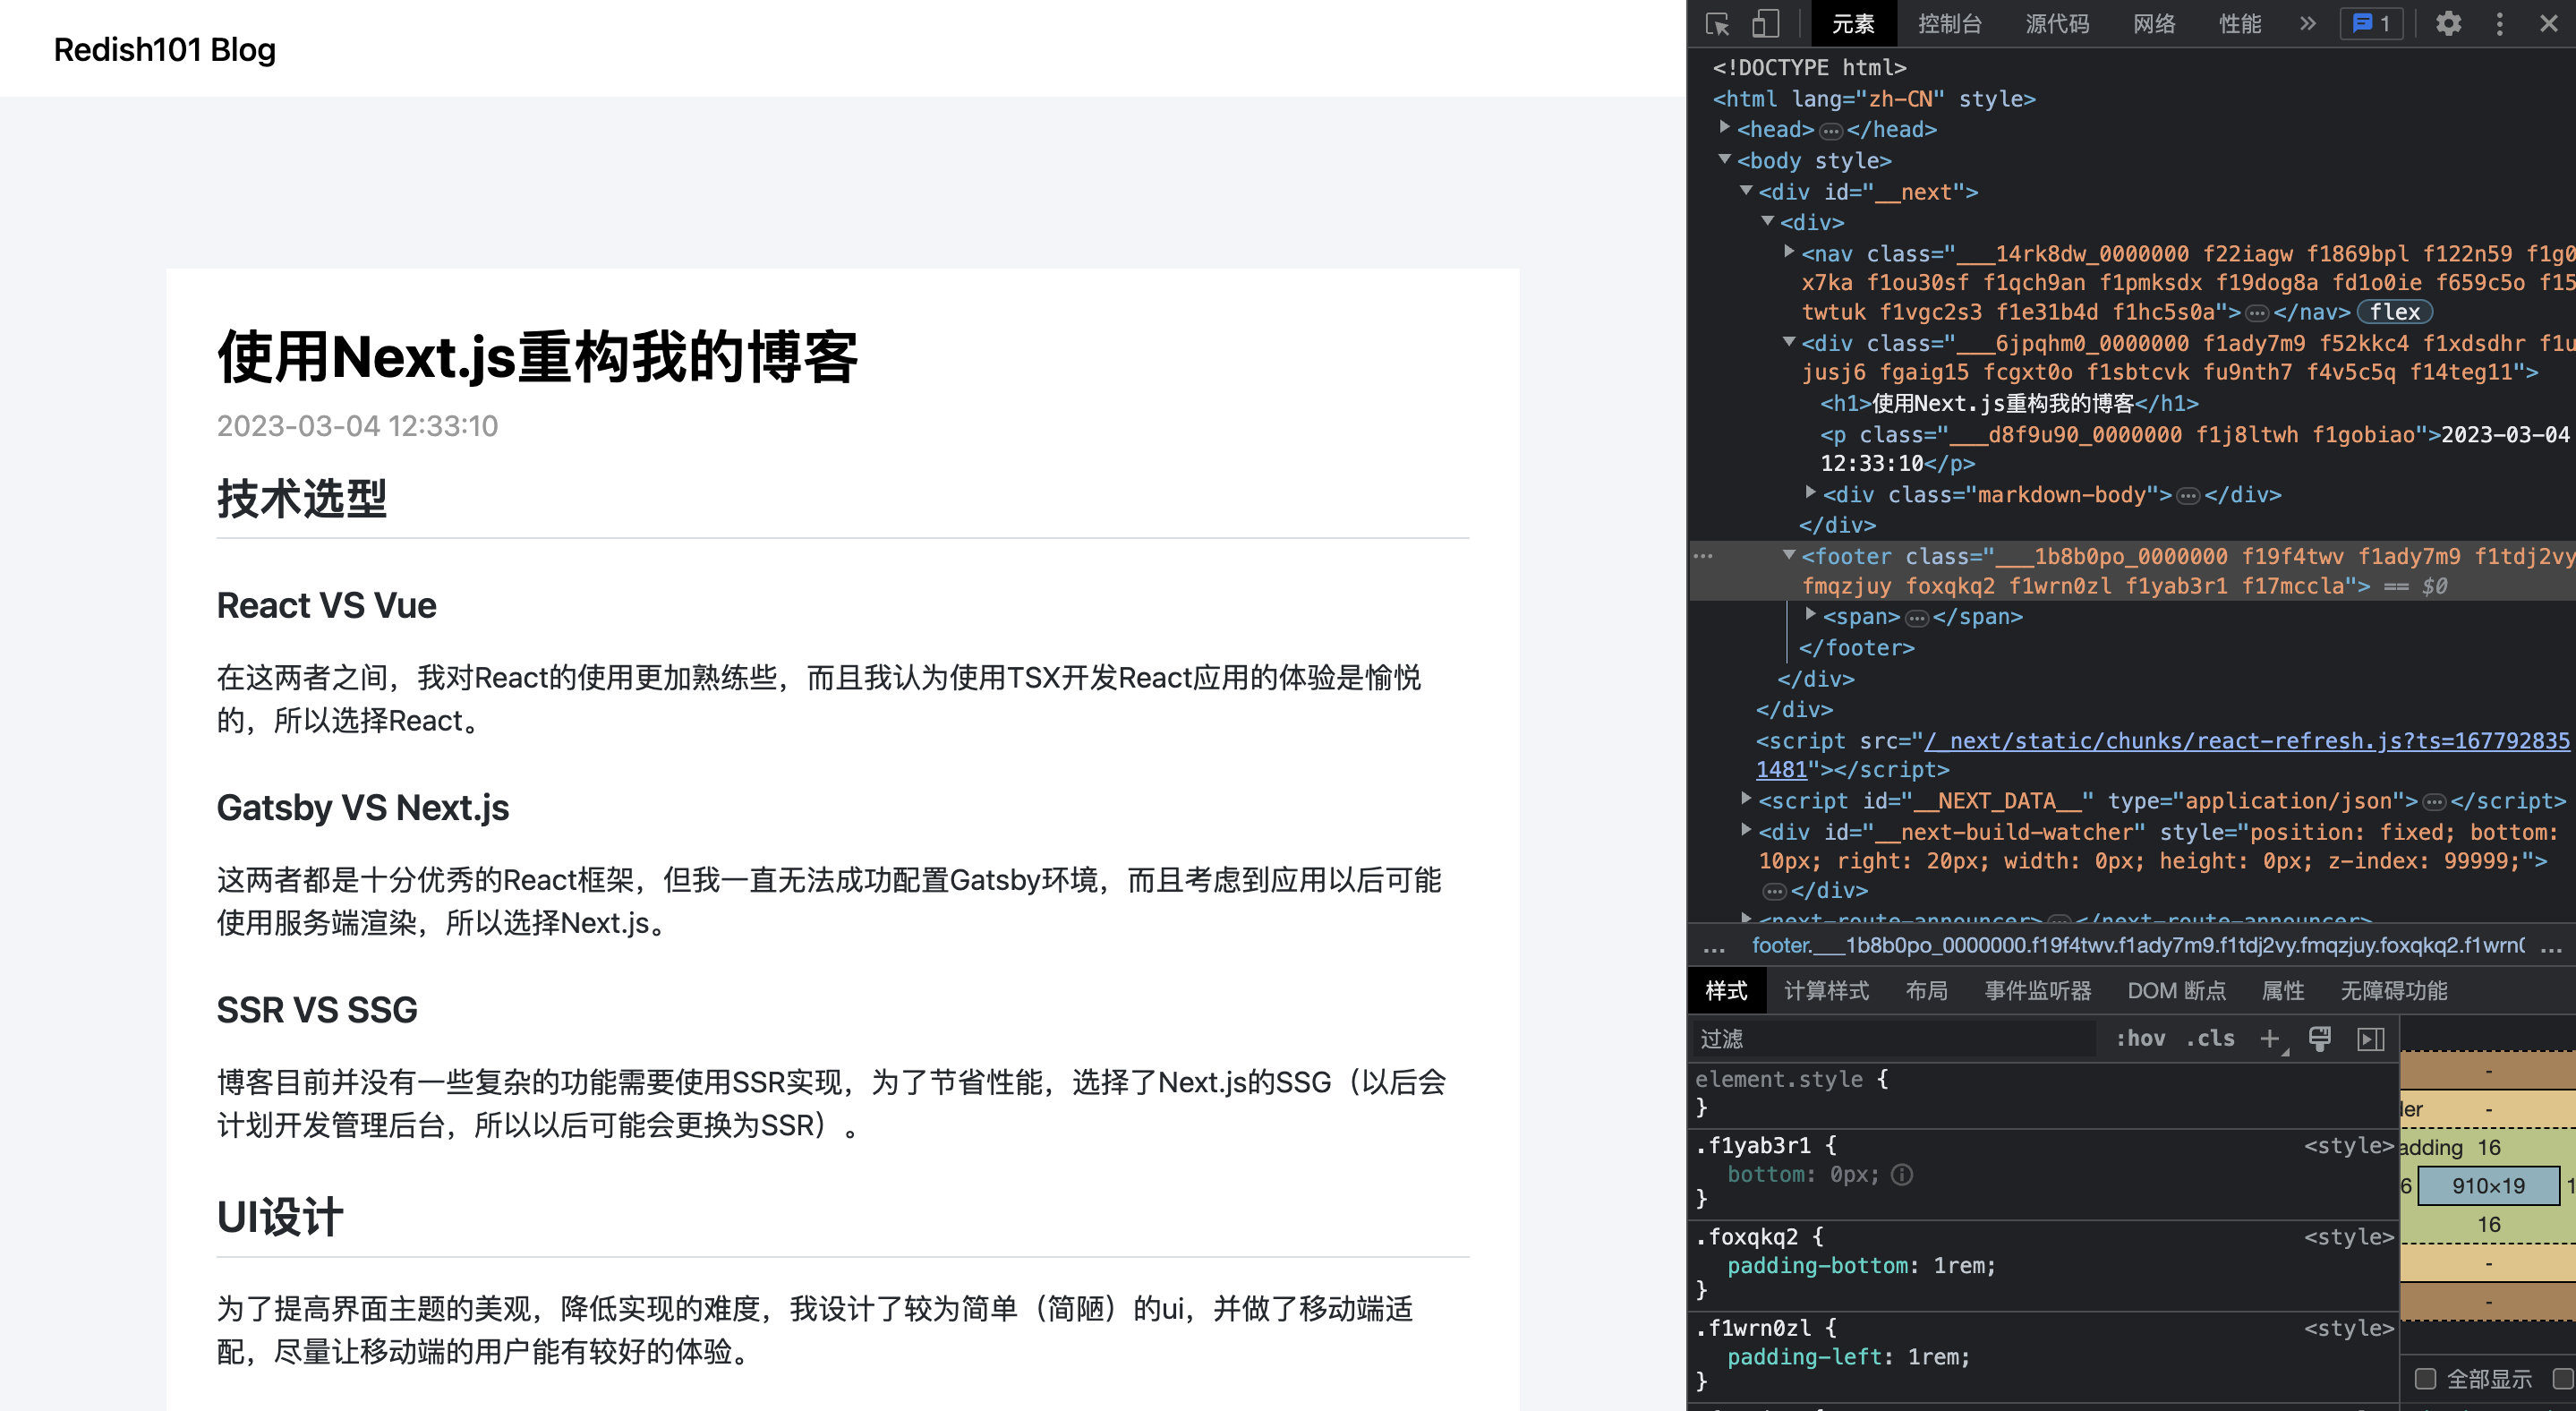 Redish101 Blog
使用Next.js重构我的博客
2023-03-04 12:33:10
技术选型
React VS Vue
在这两者之间，我对React的使用更加熟练些，而且我认为使用TSX开发React应用的体验是愉悦
的，所以选择React。
Gatsby VS Next.js
这两者都是十分优秀的React框架，但我一直无法成功配置Gatsby环境，而且考虑到应用以后可能
使用服务端渲染，所以选择Next.js。
SSR VS SSG
博客目前并没有一些复杂的功能需要使用SSR实现，为了节省性能，选择了Next.js的SSG（以后会
计划开发管理后台，所以以后可能会更换为SSR）。
UI设计
为了提高界面主题的美观，降低实现的难度，我设计了较为简单（简陋）的ui，并做了移动端适
配，尽量让移动端的用户能有较好的体验。
元素 控制台 源代码 网络 性能 » 1
<!DOCTYPE html>
<html lang="zh-CN" style>
<head>…</head>
<body style>
<div id="__next">
<div>
<nav class="___14rk8dw_0000000 f22iagw f1869bpl f122n59 f1g0
x7ka f1ou30sf f1qch9an f1pmksdx f19dog8a fd1o0ie f659c5o f15
twtuk f1vgc2s3 f1e31b4d f1hc5s0a">…</nav> flex
<div class="___6jpqhm0_0000000 f1ady7m9 f52kkc4 f1xdsdhr f1u
jusj6 fgaig15 fcgxt0o f1sbtcvk fu9nth7 f4v5c5q f14teg11">
<h1>使用Next.js重构我的博客</h1>
<p class="___d8f9u90_0000000 f1j8ltwh f1gobiao">2023-03-04
12:33:10</p>
<div class="markdown-body">…</div>
</div>
… <footer class="___1b8b0po_0000000 f19f4twv f1ady7m9 f1tdj2vy
fmqzjuy foxqkq2 f1wrn0zl f1yab3r1 f17mccla"> == $0
<span>…</span>
</footer>
</div>
</div>
<script src="/_next/static/chunks/react-refresh.js?ts=167792835
1481"></script>
<script id="__NEXT_DATA__" type="application/json">…</script>
<div id="__next-build-watcher" style="position: fixed; bottom:
10px; right: 20px; width: 0px; height: 0px; z-index: 99999;">
…</div>
<next-route-announcer>…</next-route-announcer>
… footer.___1b8b0po_0000000.f19f4twv.f1ady7m9.f1tdj2vy.fmqzjuy.foxqkq2.f1wrn0 …
样式 计算样式 布局 事件监听器 DOM 断点 属性 无障碍功能
过滤 :hov .cls +
element.style {
}
.f1yab3r1 { <style>
bottom: 0px;
}
.foxqkq2 { <style>
padding-bottom: 1rem;
}
.f1wrn0zl { <style>
padding-left: 1rem;
}
-
der -
adding 16
6 910×19 1
16
-
-
全部显示